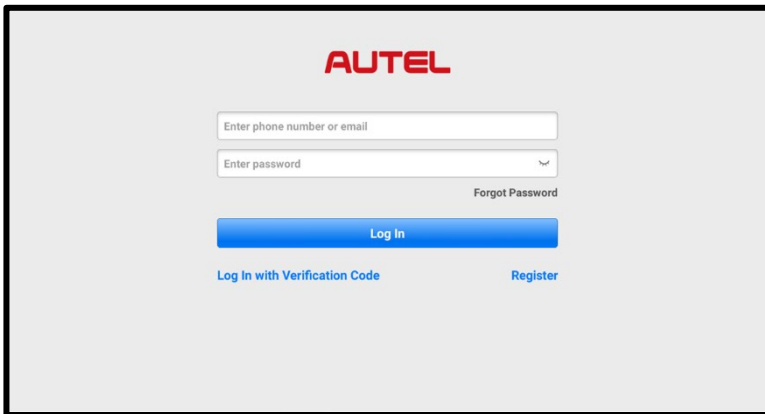 AUTEL
Enter phone number or email
Enter password
Forgot Password
Log In
Log In with Verification Code
Register